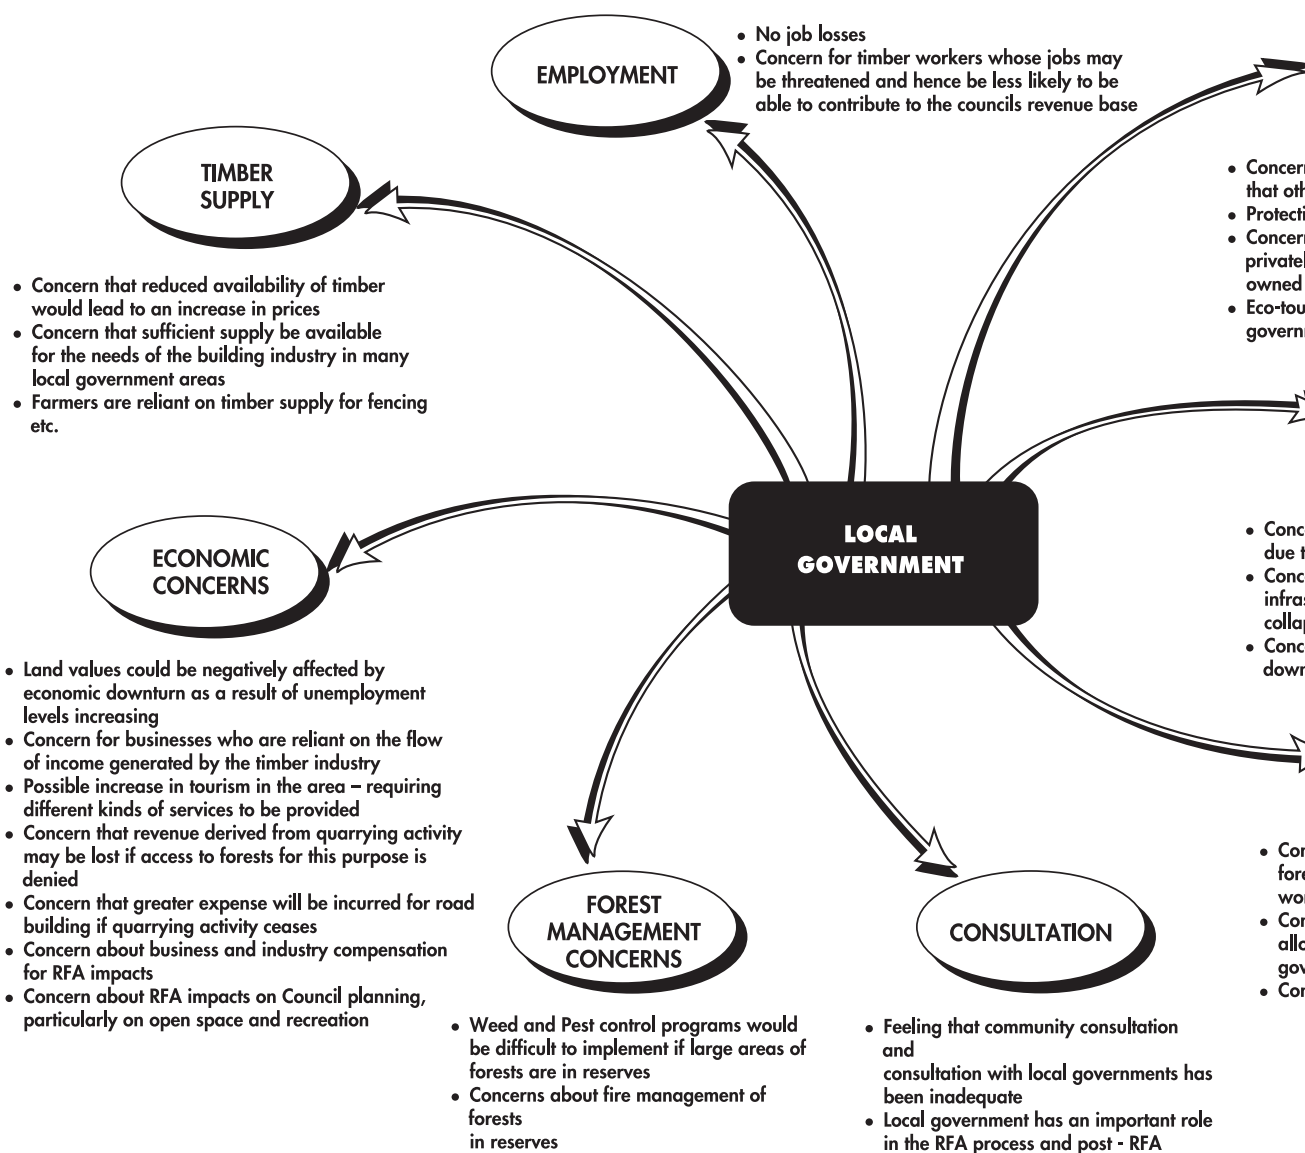 EMPLOYMENT
• No job losses
• Concern for timber workers whose jobs may
be threatened and hence be less likely to be
able to contribute to the councils revenue base
TIMBER
SUPPLY
• Concern that reduced availability of timber
would lead to an increase in prices
• Concern that sufficient supply be available
for the needs of the building industry in many
local government areas
• Farmers are reliant on timber supply for fencing
etc.
LOCAL
GOVERNMENT
ECONOMIC
CONCERNS
• Land values could be negatively affected by
economic downturn as a result of unemployment
levels increasing
• Concern for businesses who are reliant on the flow
of income generated by the timber industry
• Possible increase in tourism in the area – requiring
different kinds of services to be provided
• Concern that revenue derived from quarrying activity
may be lost if access to forests for this purpose is
denied
• Concern that greater expense will be incurred for road
building if quarrying activity ceases
• Concern about business and industry compensation
for RFA impacts
• Concern about RFA impacts on Council planning,
particularly on open space and recreation
FOREST
MANAGEMENT
CONCERNS
• Weed and Pest control programs would
be difficult to implement if large areas of
forests are in reserves
• Concerns about fire management of
forests
in reserves
CONSULTATION
• Feeling that community consultation
and
consultation with local governments has
been inadequate
• Local government has an important role
in the RFA process and post - RFA
that
owned
due